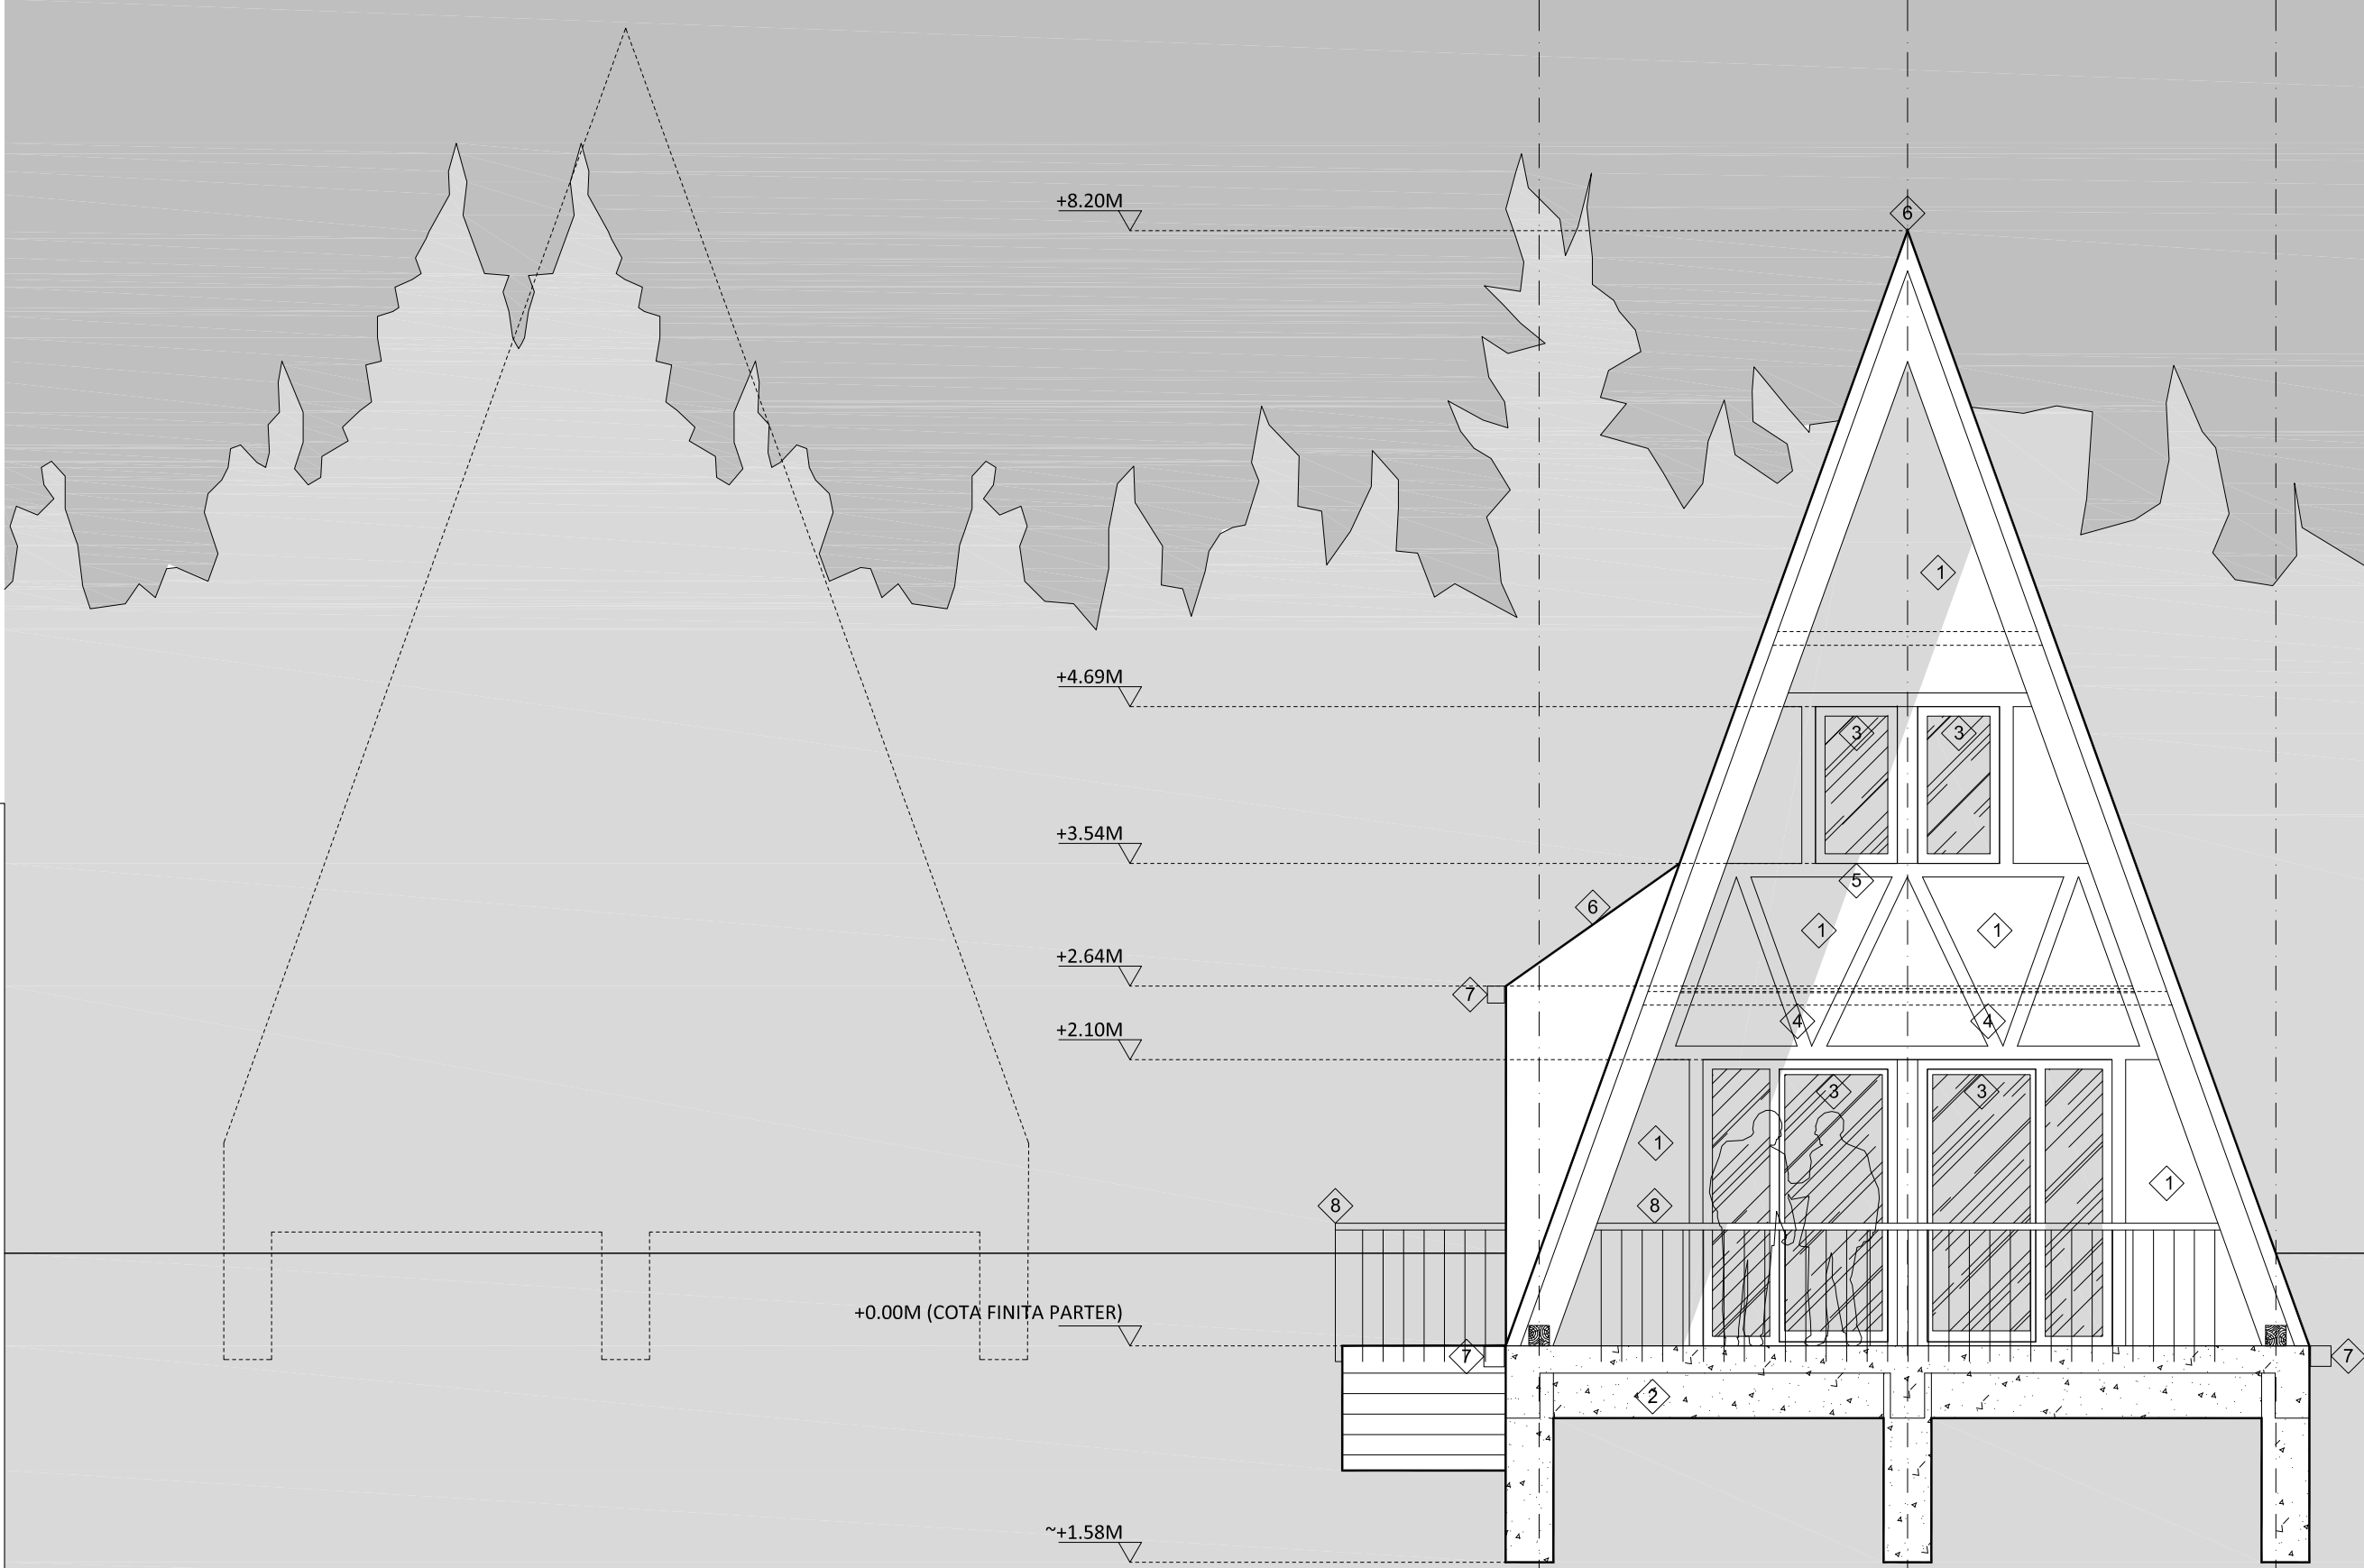 +8.20M
6
1
+4.69M
3 3
+3.54M
5
6
1 1
+2.64M
7
4 4
+2.10M
3 3
1
1
8 8
+0.00M (COTA FINITA PARTER)
7 7
2
~+1.58M